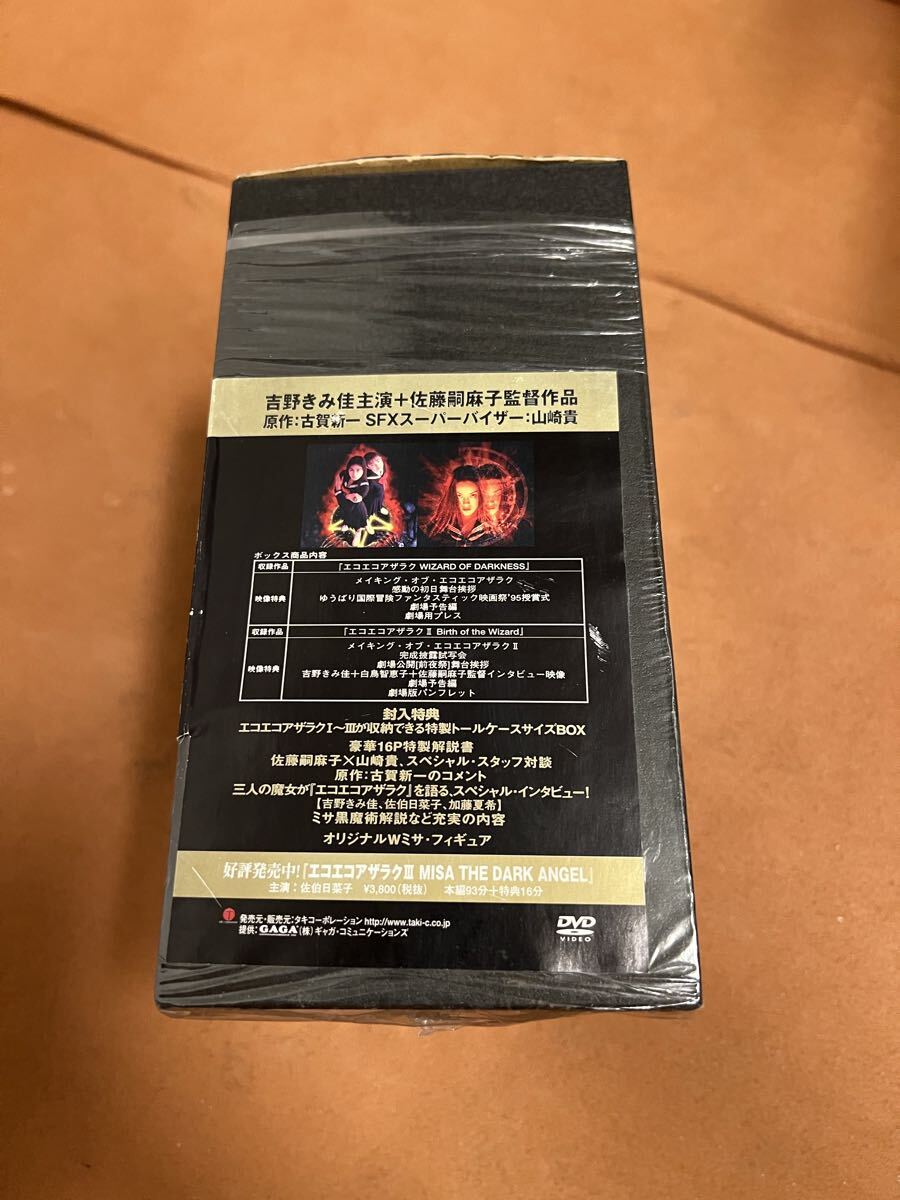 吉野きみ佳主演+佐藤嗣麻子監督作品
原作:古賀新一 SFXスーパーバイザー:山崎貴
ボックス商品内容
収録作品 『エコエコアザラク WIZARD OF DARKNESS』
映像特典
メイキング・オブ・エコエコアザラク
感動の初日舞台挨拶
ゆうばり国際冒険ファンタスティック映画祭'95授賞式
劇場予告編
劇場用プレス
収録作品 『エコエコアザラクⅡ Birth of the Wizard』
映像特典
メイキング・オブ・エコエコアザラクⅡ
完成披露試写会
劇場公開[前夜祭]舞台挨拶
吉野きみ佳+白鳥智恵子+佐藤嗣麻子監督インタビュー映像
劇場予告編
劇場版パンフレット
封入特典
エコエコアザラクⅠ〜Ⅲが収納できる特製トールケースサイズBOX
豪華16P特製解説書
佐藤嗣麻子×山崎貴、スペシャル・スタッフ対談
原作:古賀新一のコメント
三人の魔女が『エコエコアザラク』を語る、スペシャル・インタビュー!
【吉野きみ佳、佐伯日菜子、加藤夏希】
ミサ黒魔術解説など充実の内容
オリジナルWミサ・フィギュア
好評発売中!『エコエコアザラクⅢ MISA THE DARK ANGEL』
主演:佐伯日菜子 ¥3,800(税抜) 本編93分+特典16分
発売元・販売元:タキコーポレーション http://www.taki-c.co.jp
提供:GAGA(株)ギャガ・コミュニケーションズ
DVD
VIDEO